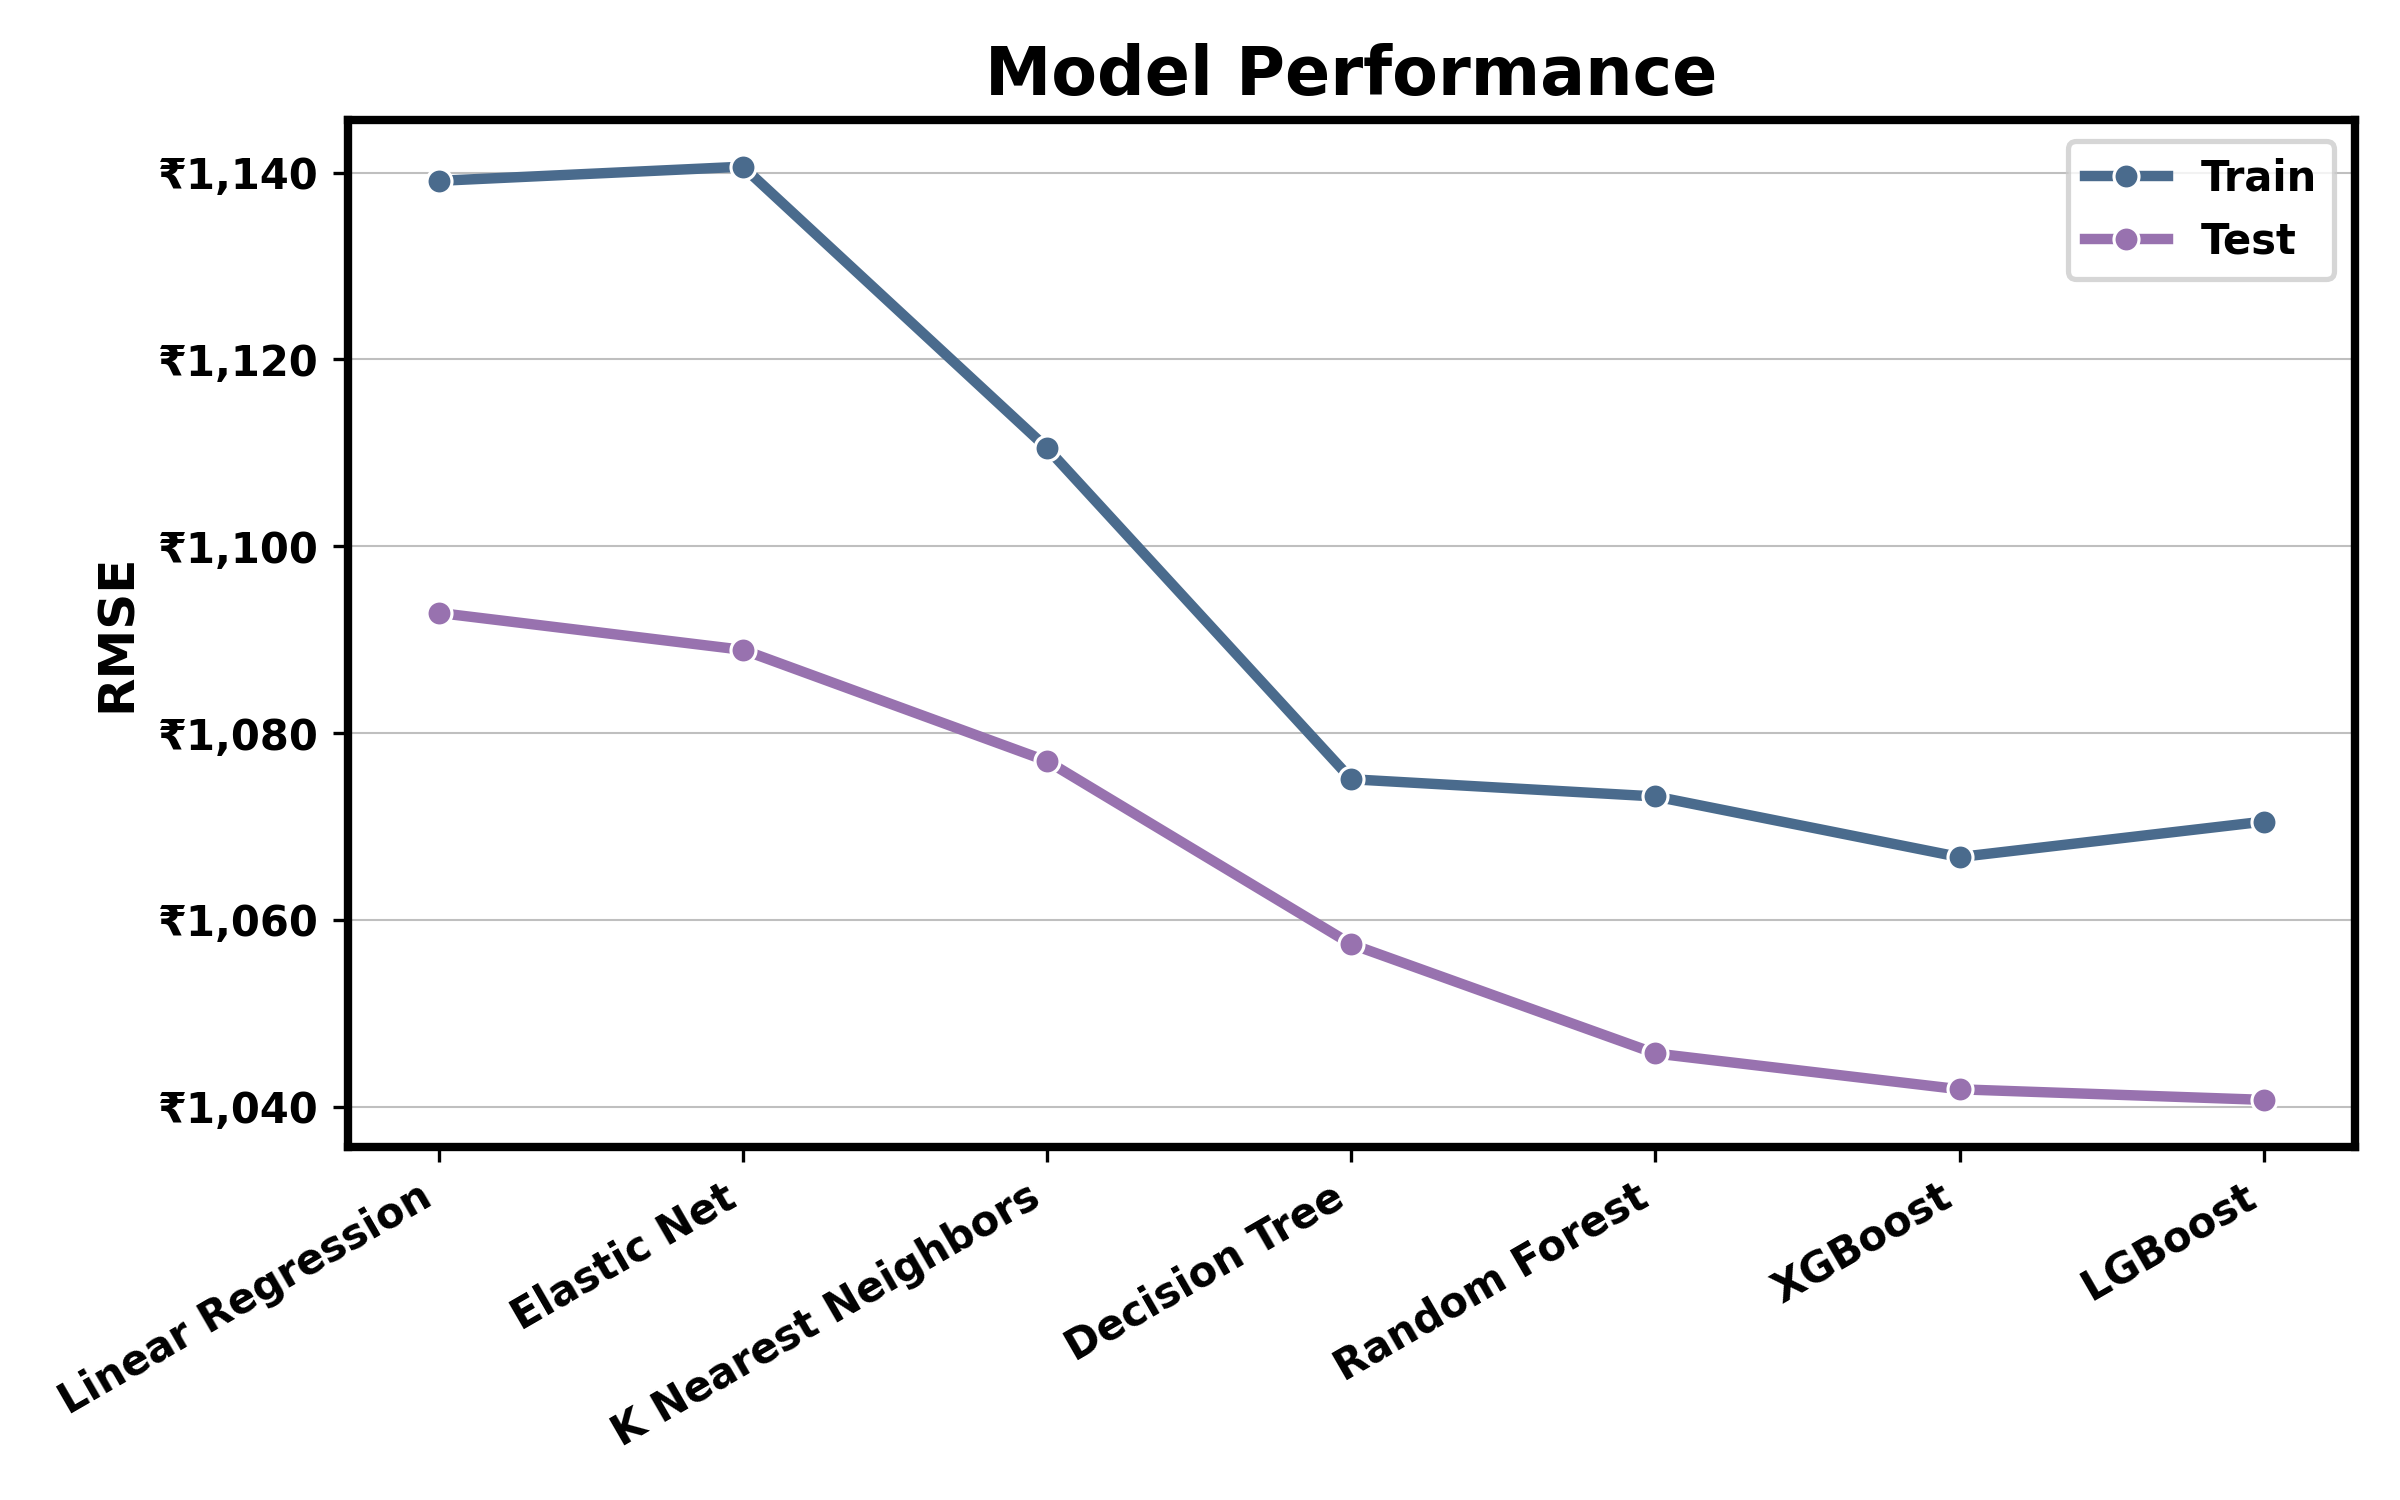 Model Performance
₹1,140
₹1,120
₹1,100
₹1,080
₹1,060
₹1,040
RMSE
Train
Test
Linear Regression
Elastic Net
K Nearest Neighbors
Decision Tree
Random Forest
XGBoost
LGBoost